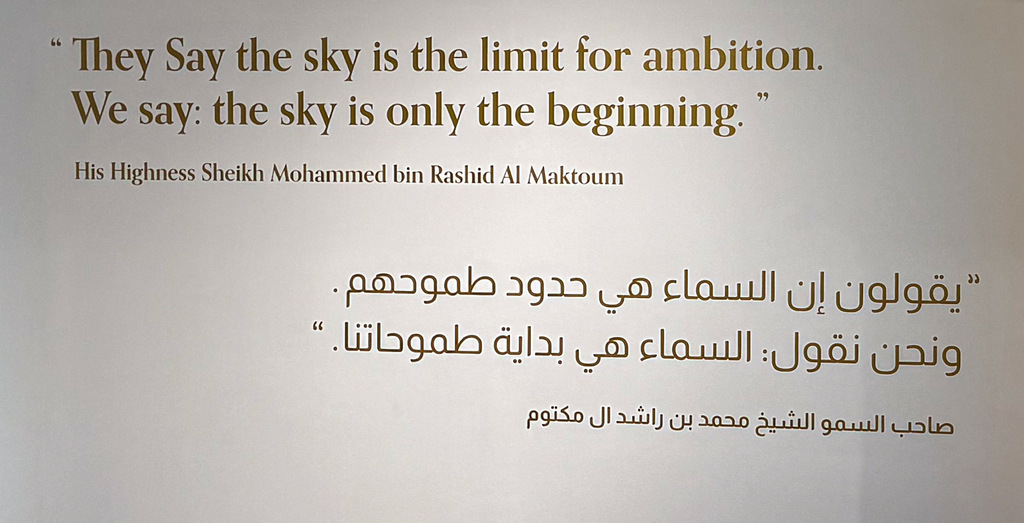 “ They Say the sky is the limit for ambition.
We say: the sky is only the beginning. ”
His Highness Sheikh Mohammed bin Rashid Al Maktoum
”يقولون إن السماء هي حدود طموحهم .
ونحن نقول: السماء هي بداية طموحاتنا. “
صاحب السمو الشيخ محمد بن راشد ال مكتوم